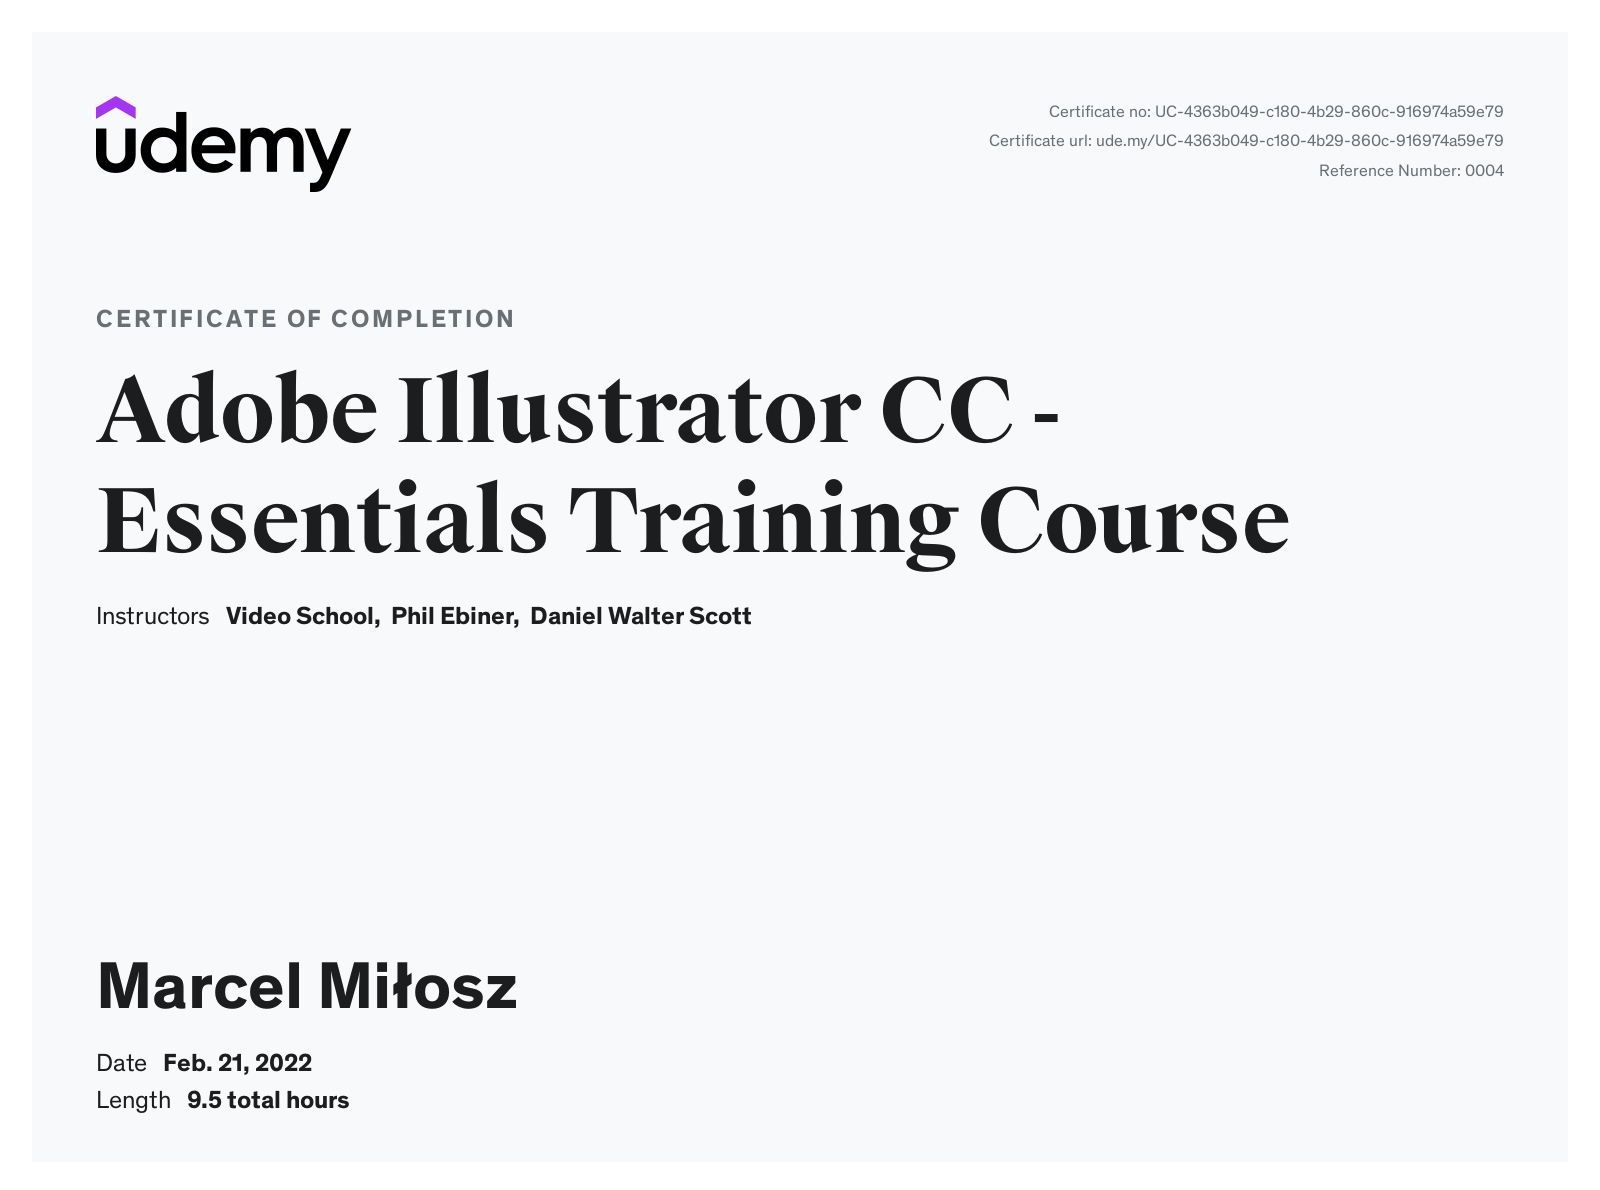 udemy
Certificate no: UC-4363b049-c180-4b29-860c-916974a59e79
Certificate url: ude.my/UC-4363b049-c180-4b29-860c-916974a59e79
Reference Number: 0004
CERTIFICATE OF COMPLETION
Adobe Illustrator CC -
Essentials Training Course
Instructors Video School, Phil Ebiner, Daniel Walter Scott
Marcel Miłosz
Date Feb. 21, 2022
Length 9.5 total hours